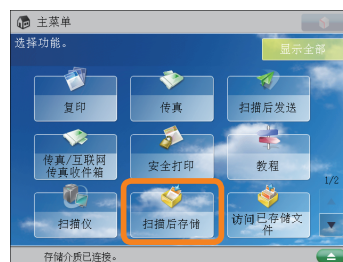 主菜单
选择功能。
显示全部
复印
传真
扫描后发送
传真/互联网
传真收件箱
安全打印
教程
1/2
扫描仪
扫描后存储
访问已存储文
件
存储介质已连接。